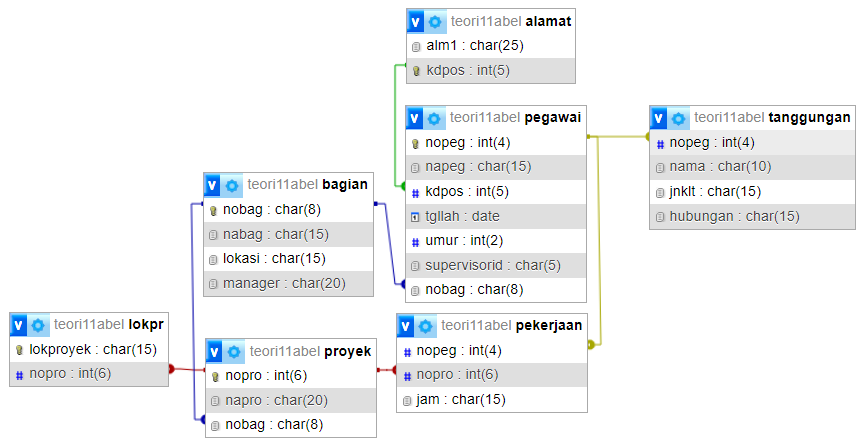 teori11abel alamat
alm1 : char(25)
kdpos : int(5)
teori11abel pegawai
nopeg : int(4)
napeg : char(15)
kdpos : int(5)
tgllah : date
umur : int(2)
supervisorid : char(5)
nobag : char(8)
teori11abel tanggungan
nopeg : int(4)
nama : char(10)
jnklt : char(15)
hubungan : char(15)
teori11abel bagian
nobag : char(8)
nabag : char(15)
lokasi : char(15)
manager : char(20)
teori11abel lokpr
lokproyek : char(15)
nopro : int(6)
teori11abel proyek
nopro : int(6)
napro : char(20)
nobag : char(8)
teori11abel pekerjaan
nopeg : int(4)
nopro : int(6)
jam : char(15)